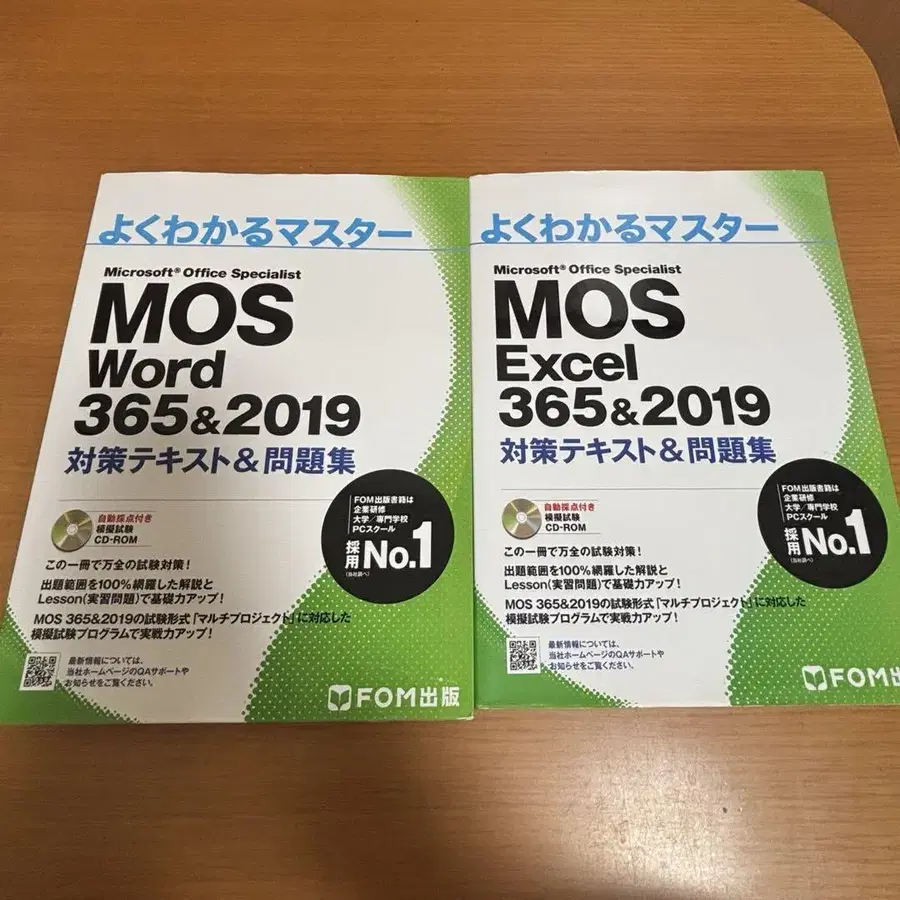 よくわかるマスター
Microsoft® Office Specialist
MOS
Word
365&2019
対策テキスト&問題集
自動採点付き
模擬試験
CD-ROM
FOM出版書籍は
企業研修
大学/専門学校
PCスクール
採用No.1
(当社調べ)
この一冊で万全の試験対策！
出題範囲を100%網羅した解説と
Lesson(実習問題)で基礎力アップ！
MOS 365&2019の試験形式「マルチプロジェクト」に対応した
模擬試験プログラムで実戦力アップ！
最新情報については、
当社ホームページのQAサポートや
お知らせをご覧ください。
FOM出版
よくわかるマスター
Microsoft® Office Specialist
MOS
Excel
365&2019
対策テキスト&問題集
自動採点付き
模擬試験
CD-ROM
FOM出版書籍は
企業研修
大学/専門学校
PCスクール
採用No.1
(当社調べ)
この一冊で万全の試験対策！
出題範囲を100%網羅した解説と
Lesson(実習問題)で基礎力アップ！
MOS 365&2019の試験形式「マルチプロジェクト」に対応した
模擬試験プログラムで実戦力アップ！
最新情報については、
当社ホームページのQAサポートや
お知らせをご覧ください。
FOM出